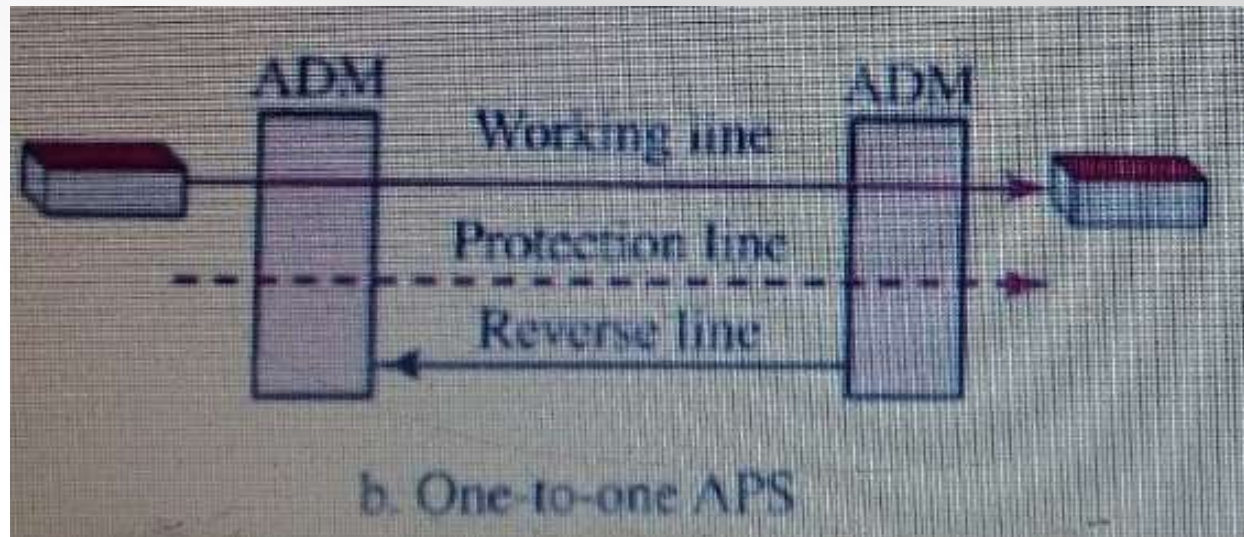 ADM
ADM
Working line
Protection line
Reverse line
b. One-to-one APS